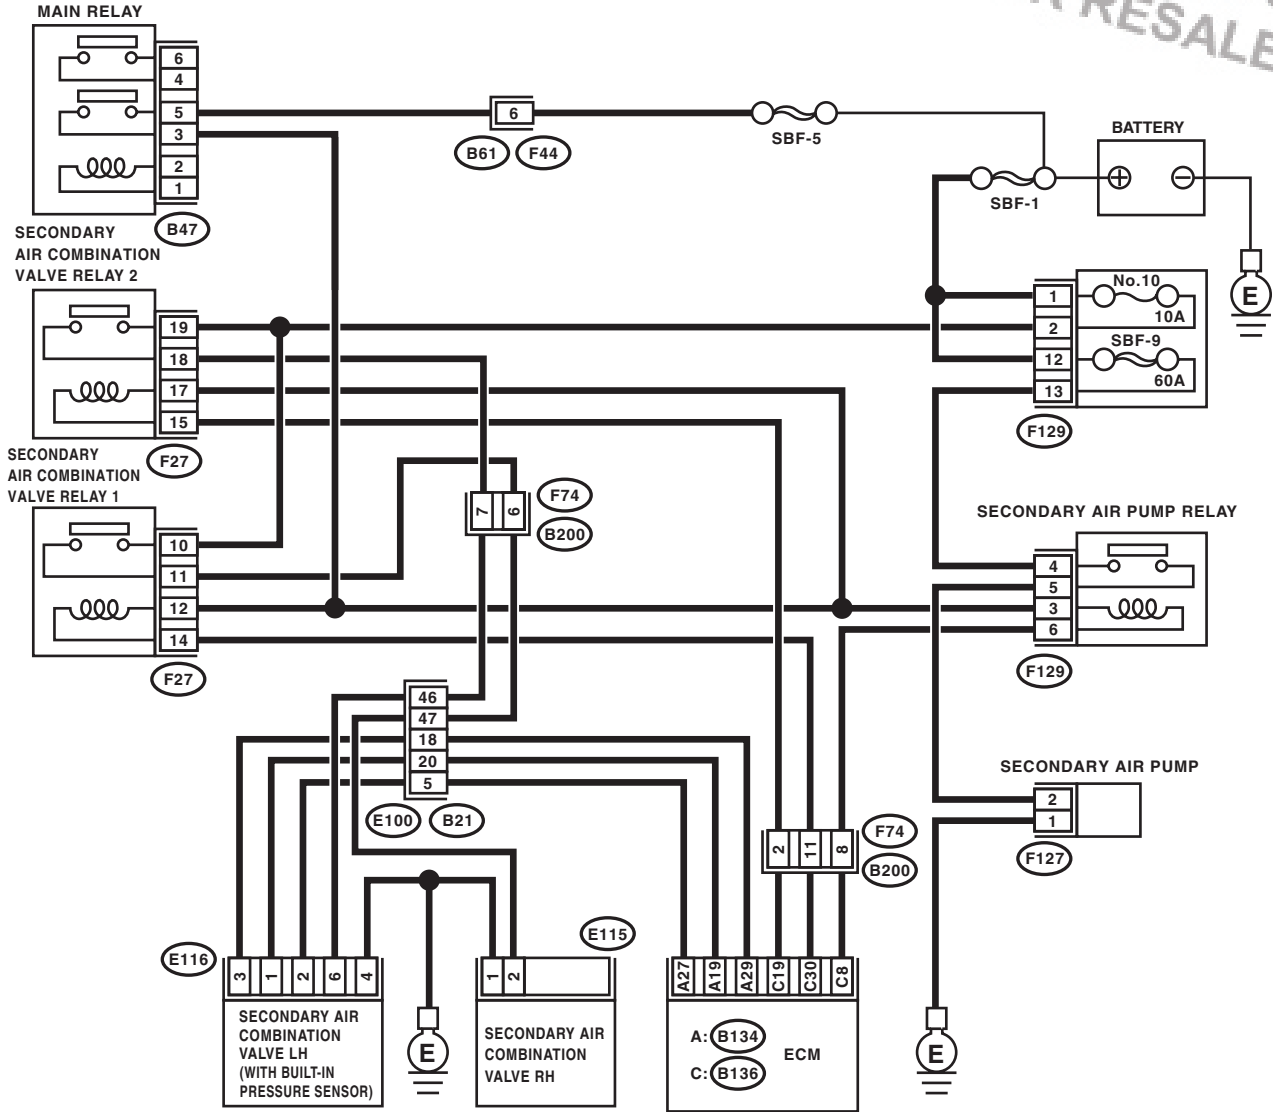 R RESALE
MAIN RELAY
6
4
5
3
2
1
B47
6
B61
F44
SBF-5
SBF-1
BATTERY
+
−
E
SECONDARY
AIR COMBINATION
VALVE RELAY 2
19
18
17
15
F27
1
2
12
13
No.10
10A
SBF-9
60A
F129
SECONDARY
AIR COMBINATION
VALVE RELAY 1
10
11
12
14
F27
7
6
F74
B200
SECONDARY AIR PUMP RELAY
4
5
3
6
F129
46
47
18
20
5
E100
B21
SECONDARY AIR PUMP
2
1
F127
2
11
8
F74
B200
E116
3
1
2
6
4
SECONDARY AIR
COMBINATION
VALVE LH
(WITH BUILT-IN
PRESSURE SENSOR)
E
E115
1
2
SECONDARY AIR
COMBINATION
VALVE RH
A27
A19
A29
C19
C30
C8
A: B134
C: B136
ECM
E